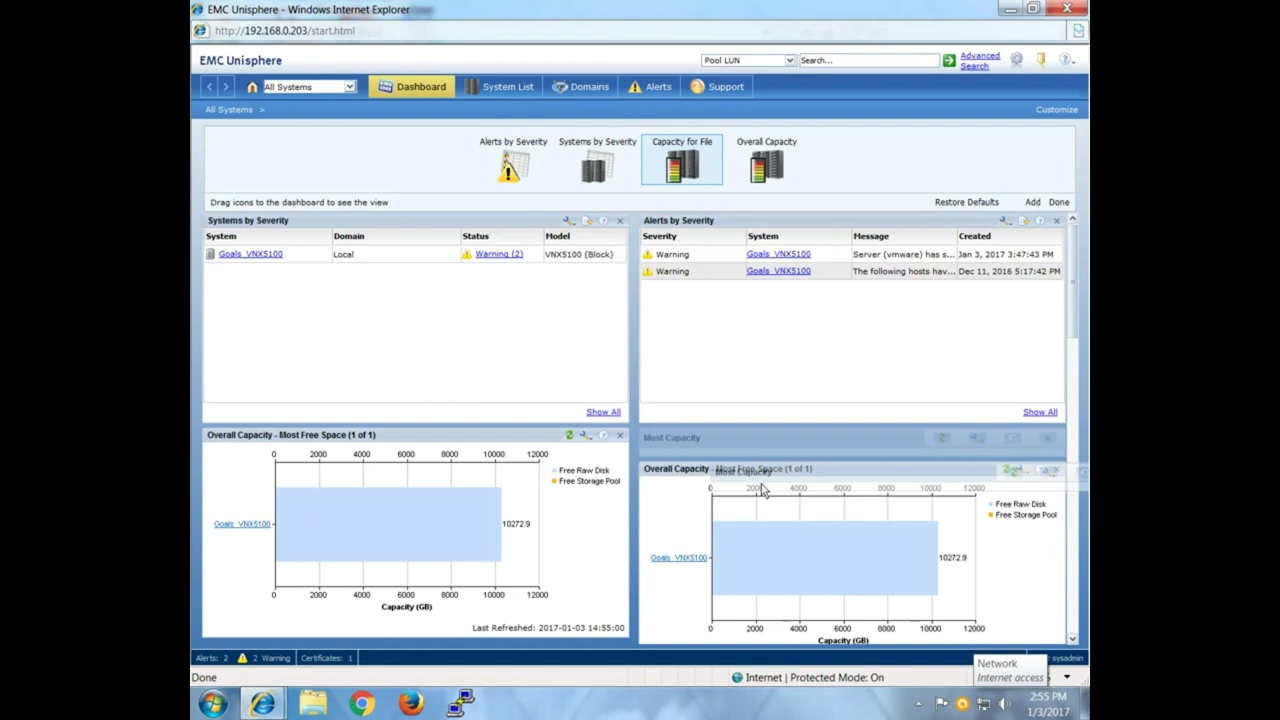 EMC Unisphere - Windows Internet Explorer
http://192.168.0.203/start.html
EMC Unisphere
Pool LUN
Search...
Advanced
Search
All Systems
Dashboard
System List
Domains
Alerts
Support
All Systems >
Customize
Alerts by Severity
Systems by Severity
Capacity for File
Overall Capacity
Drag icons to the dashboard to see the view
Restore Defaults
Add
Done
Systems by Severity
System Domain Status Model
Goals_VNX5100 Local Warning (2) VNX5100 (Block)
Show All
Alerts by Severity
Severity System Message Created
Warning Goals_VNX5100 Server (vmware) has s... Jan 3, 2017 3:47:43 PM
Warning Goals_VNX5100 The following hosts hav... Dec 11, 2016 5:17:42 PM
Show All
Overall Capacity - Most Free Space (1 of 1)
0 2000 4000 6000 8000 10000 12000
Free Raw Disk
Free Storage Pool
Goals_VNX5100
10272.9
0 2000 4000 6000 8000 10000 12000
Capacity (GB)
Last Refreshed: 2017-01-03 14:55:00
Most Capacity
Overall Capacity - Most Free Space (1 of 1)
Most Capacity
0 2000 4000 6000 8000 10000 12000
Free Raw Disk
Free Storage Pool
Goals_VNX5100
10272.9
0 2000 4000 6000 8000 10000 12000
Capacity (GB)
Alerts: 2 2 Warning Certificates: 1
sysadmin
Network
Internet access
Done
Internet | Protected Mode: On
2:55 PM
1/3/2017